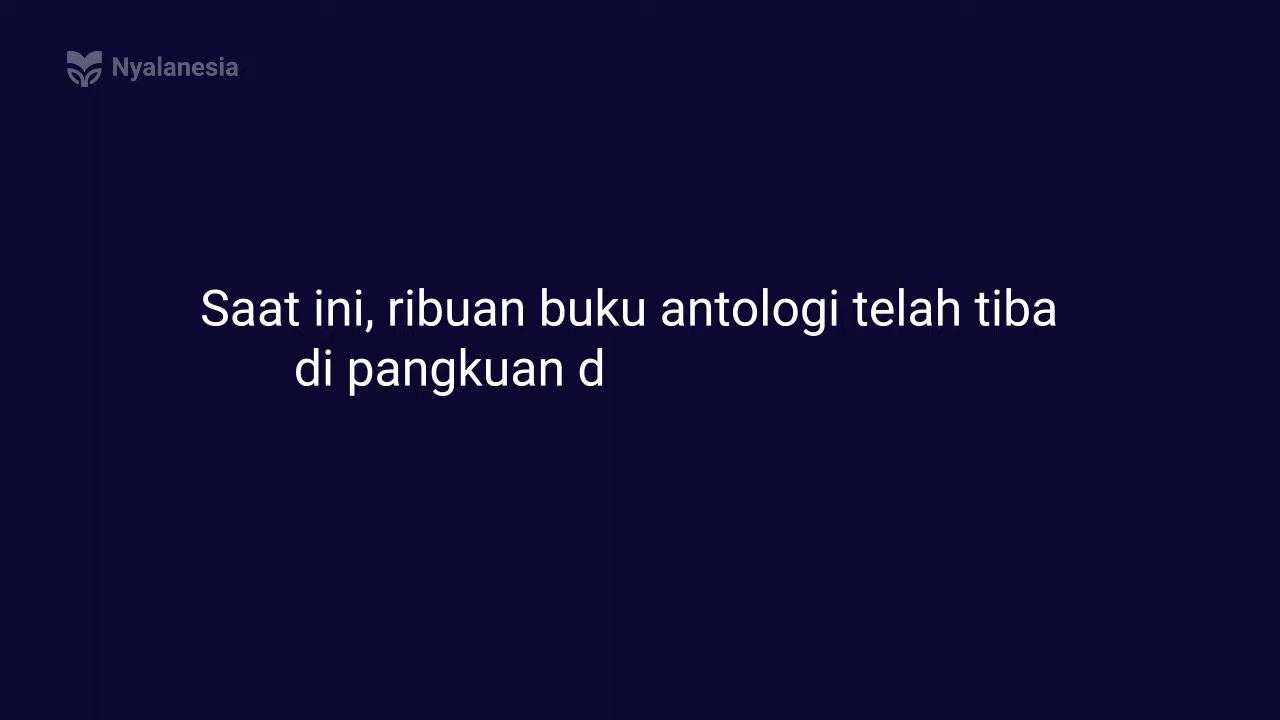 Nyalanesia
Saat ini, ribuan buku antologi telah tiba
di pangkuan d